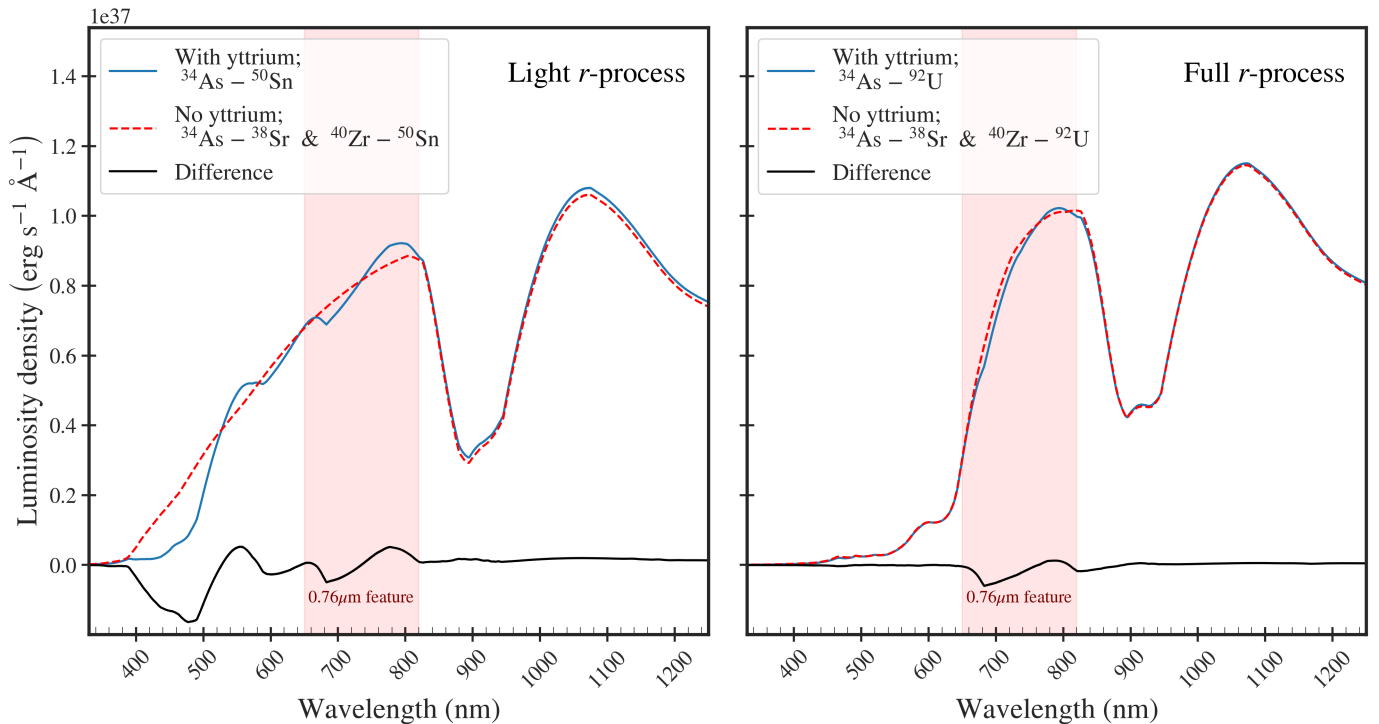 1e37
With yttrium;
³⁴As − ⁵⁰Sn
No yttrium;
³⁴As − ³⁸Sr & ⁴⁰Zr − ⁵⁰Sn
Difference
Light r-process
With yttrium;
³⁴As − ⁹²U
No yttrium;
³⁴As − ³⁸Sr & ⁴⁰Zr − ⁹²U
Difference
Full r-process
Luminosity density (erg s⁻¹ Å⁻¹)
1.4
1.2
1.0
0.8
0.6
0.4
0.2
0.0
0.76μm feature
0.76μm feature
400 500 600 700 800 900 1000 1100 1200
400 500 600 700 800 900 1000 1100 1200
Wavelength (nm)
Wavelength (nm)